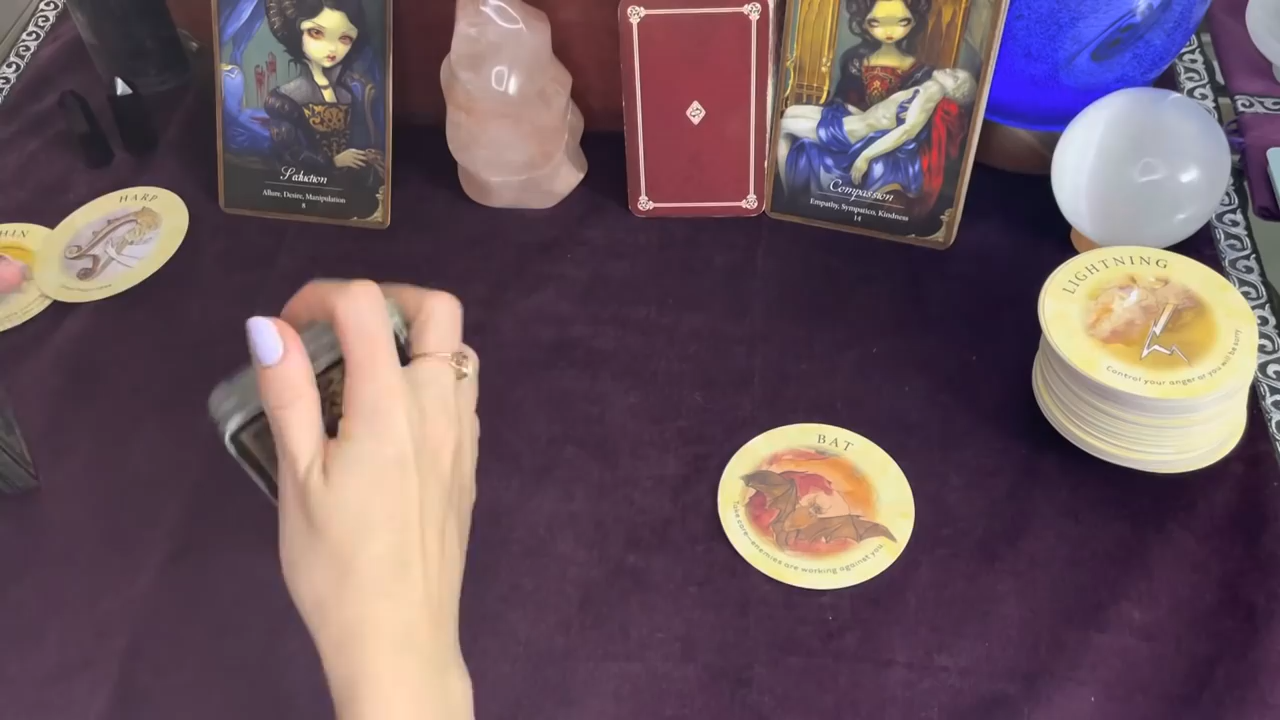 Seduction
Allure, Desire, Manipulation
8
Compassion
Empathy, Sympatico, Kindness
14
HARP
LIGHTNING
Control your anger or you will be sorry
BAT
Take care—enemies are working against you.